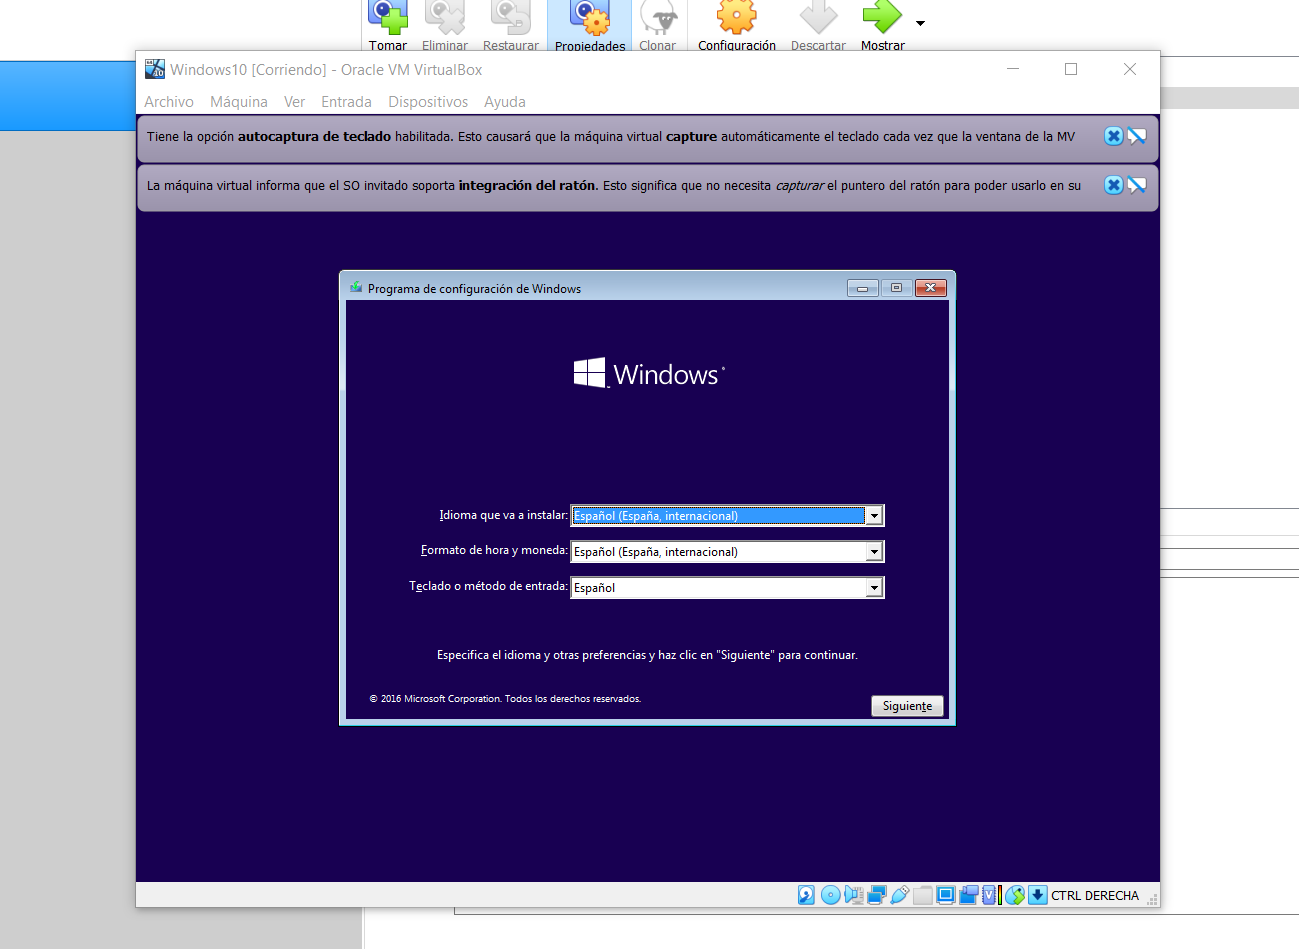 Tomar Eliminar Restaurar Propiedades Clonar Configuración Descartar Mostrar
Windows10 [Corriendo] - Oracle VM VirtualBox
Archivo Máquina Ver Entrada Dispositivos Ayuda
Tiene la opción autocaptura de teclado habilitada. Esto causará que la máquina virtual capture automáticamente el teclado cada vez que la ventana de la MV
La máquina virtual informa que el SO invitado soporta integración del ratón. Esto significa que no necesita capturar el puntero del ratón para poder usarlo en su
Programa de configuración de Windows
Windows
Idioma que va a instalar: Español (España, internacional)
Formato de hora y moneda: Español (España, internacional)
Teclado o método de entrada: Español
Especifica el idioma y otras preferencias y haz clic en "Siguiente" para continuar.
© 2016 Microsoft Corporation. Todos los derechos reservados.
Siguiente
CTRL DERECHA